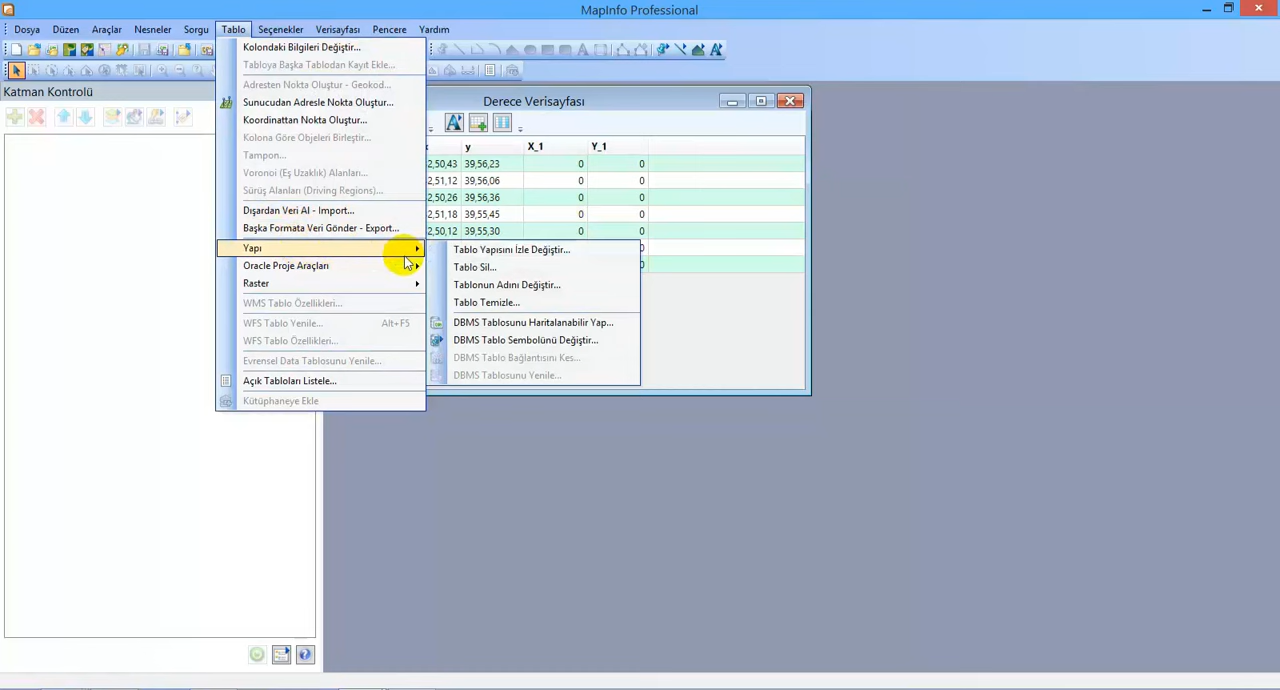 MapInfo Professional
Dosya Düzen Araçlar Nesneler Sorgu Tablo Seçenekler Verisayfası Pencere Yardım
Katman Kontrolü
Kolondaki Bilgileri Değiştir...
Tabloya Başka Tablodan Kayıt Ekle...
Adresten Nokta Oluştur - Geokod...
Sunucudan Adresle Nokta Oluştur...
Koordinattan Nokta Oluştur...
Kolona Göre Objeleri Birleştir...
Tampon...
Voronoi (Eş Uzaklık) Alanları...
Sürüş Alanları (Driving Regions)...
Dışardan Veri Al - Import...
Başka Formata Veri Gönder - Export...
Yapı
Oracle Proje Araçları
Raster
WMS Tablo Özellikleri...
WFS Tablo Yenile... Alt+F5
WFS Tablo Özellikleri...
Evrensel Data Tablosunu Yenile...
Açık Tabloları Listele...
Kütüphaneye Ekle
Tablo Yapısını İzle Değiştir...
Tablo Sil...
Tablonun Adını Değiştir...
Tablo Temizle...
DBMS Tablosunu Haritalanabilir Yap...
DBMS Tablo Sembolünü Değiştir...
DBMS Tablo Bağlantısını Kes...
DBMS Tablosunu Yenile...
Derece Verisayfası
y X_1 Y_1
2,50,43 39,56,23 0 0
2,51,12 39,56,06 0 0
2,50,26 39,56,36 0 0
2,51,18 39,55,45 0 0
2,50,12 39,55,30 0 0
0
0